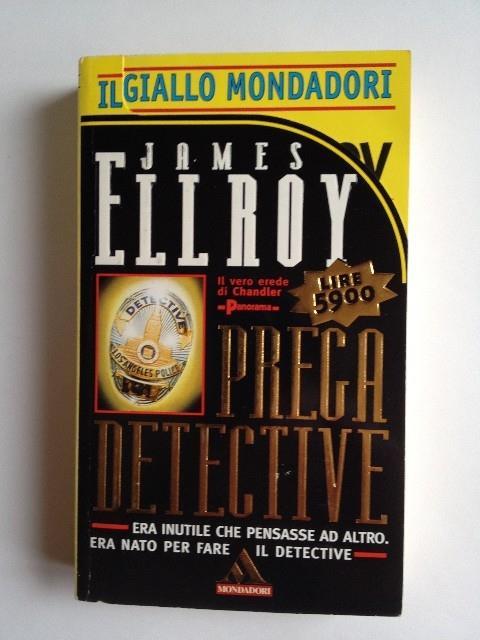 IL GIALLO MONDADORI
OY
JAMES
ELLROY
Il vero erede
di Chandler
Panorama
LIRE
5900
DETECTIVE
LOS ANGELES POLICE
PREGA
DETECTIVE
ERA INUTILE CHE PENSASSE AD ALTRO.
ERA NATO PER FARE IL DETECTIVE
MONDADORI